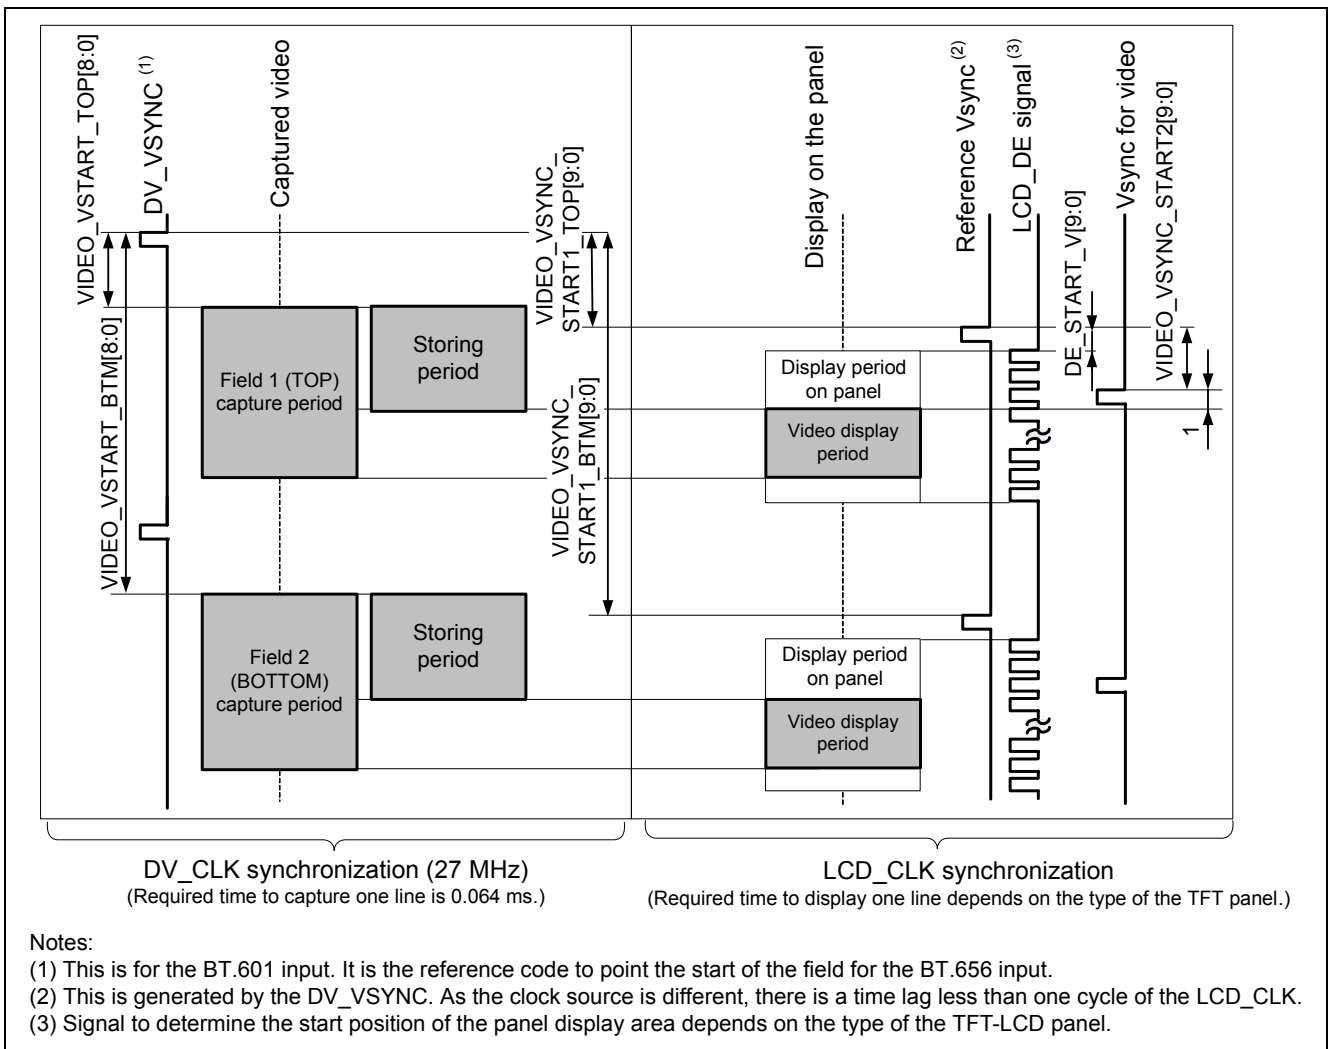 VIDEO_VSTART_TOP[8:0]
DV_VSYNC (1)
Captured video
VIDEO_VSYNC_
START1_TOP[9:0]
Display on the panel
Reference Vsync (2)
LCD_DE signal (3)
DE_START_V[9:0]
Vsync for video
VIDEO_VSYNC_START2[9:0]
VIDEO_VSTART_BTM[8:0]
Field 1 (TOP)
capture period
Storing
period
VIDEO_VSYNC_
START1_BTM[9:0]
Display period
on panel
Video display
period
1
Field 2
(BOTTOM)
capture period
Storing
period
Display period
on panel
Video display
period
DV_CLK synchronization (27 MHz)
(Required time to capture one line is 0.064 ms.)
LCD_CLK synchronization
(Required time to display one line depends on the type of the TFT panel.)
Notes:
(1) This is for the BT.601 input. It is the reference code to point the start of the field for the BT.656 input.
(2) This is generated by the DV_VSYNC. As the clock source is different, there is a time lag less than one cycle of the LCD_CLK.
(3) Signal to determine the start position of the panel display area depends on the type of the TFT-LCD panel.